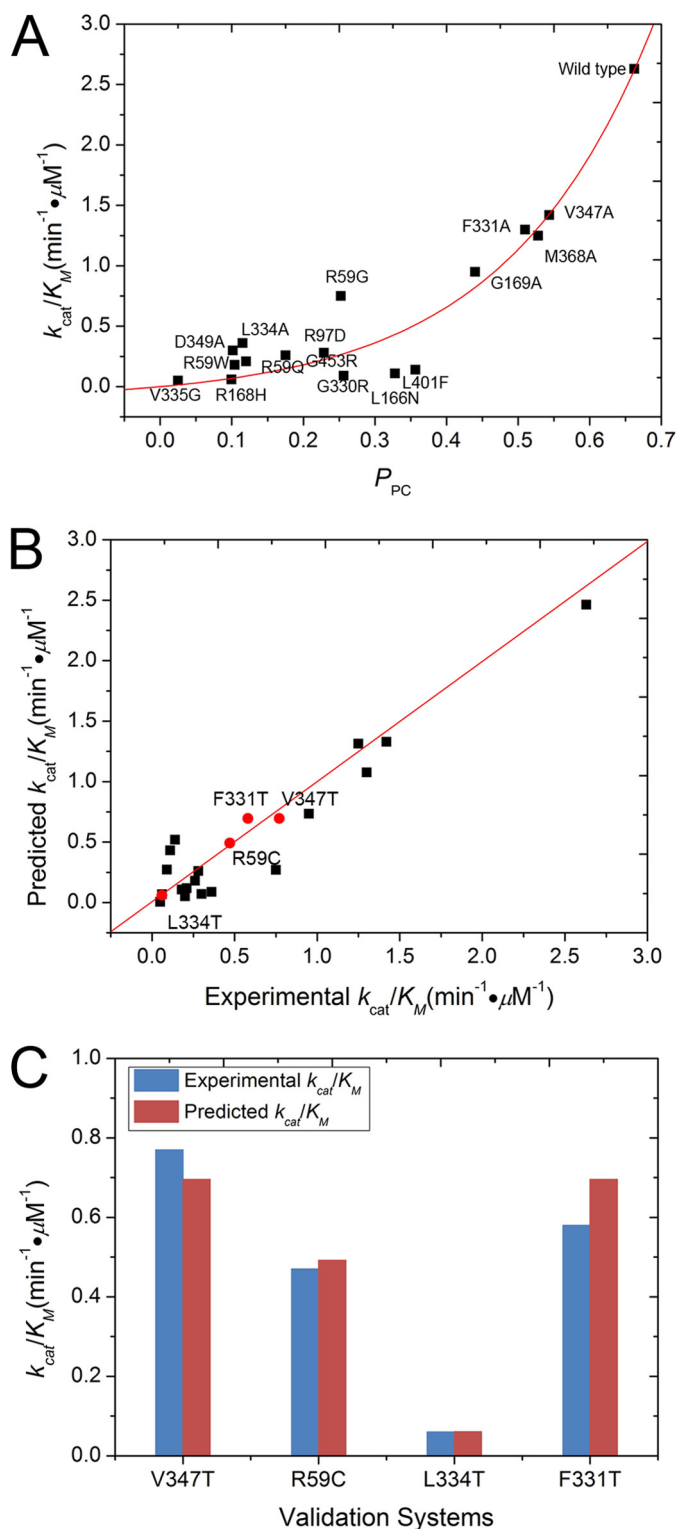 A
3.0
2.5
2.0
1.5
1.0
0.5
0.0
kcat/KM(min-1•μM-1)
Wild type
V347A
F331A
M368A
G169A
R59G
L334A
D349A
R97D
R59W
R59Q
G453R
G330R
L401F
V335G
R168H
L166N
0.0 0.1 0.2 0.3 0.4 0.5 0.6 0.7
PPC
B
3.0
2.5
2.0
1.5
1.0
0.5
0.0
Predicted kcat/KM(min-1•μM-1)
F331T V347T
R59C
L334T
0.0 0.5 1.0 1.5 2.0 2.5 3.0
Experimental kcat/KM(min-1•μM-1)
C
1.0
0.8
0.6
0.4
0.2
0.0
kcat/KM(min-1•μM-1)
Experimental kcat/KM
Predicted kcat/KM
V347T R59C L334T F331T
Validation Systems